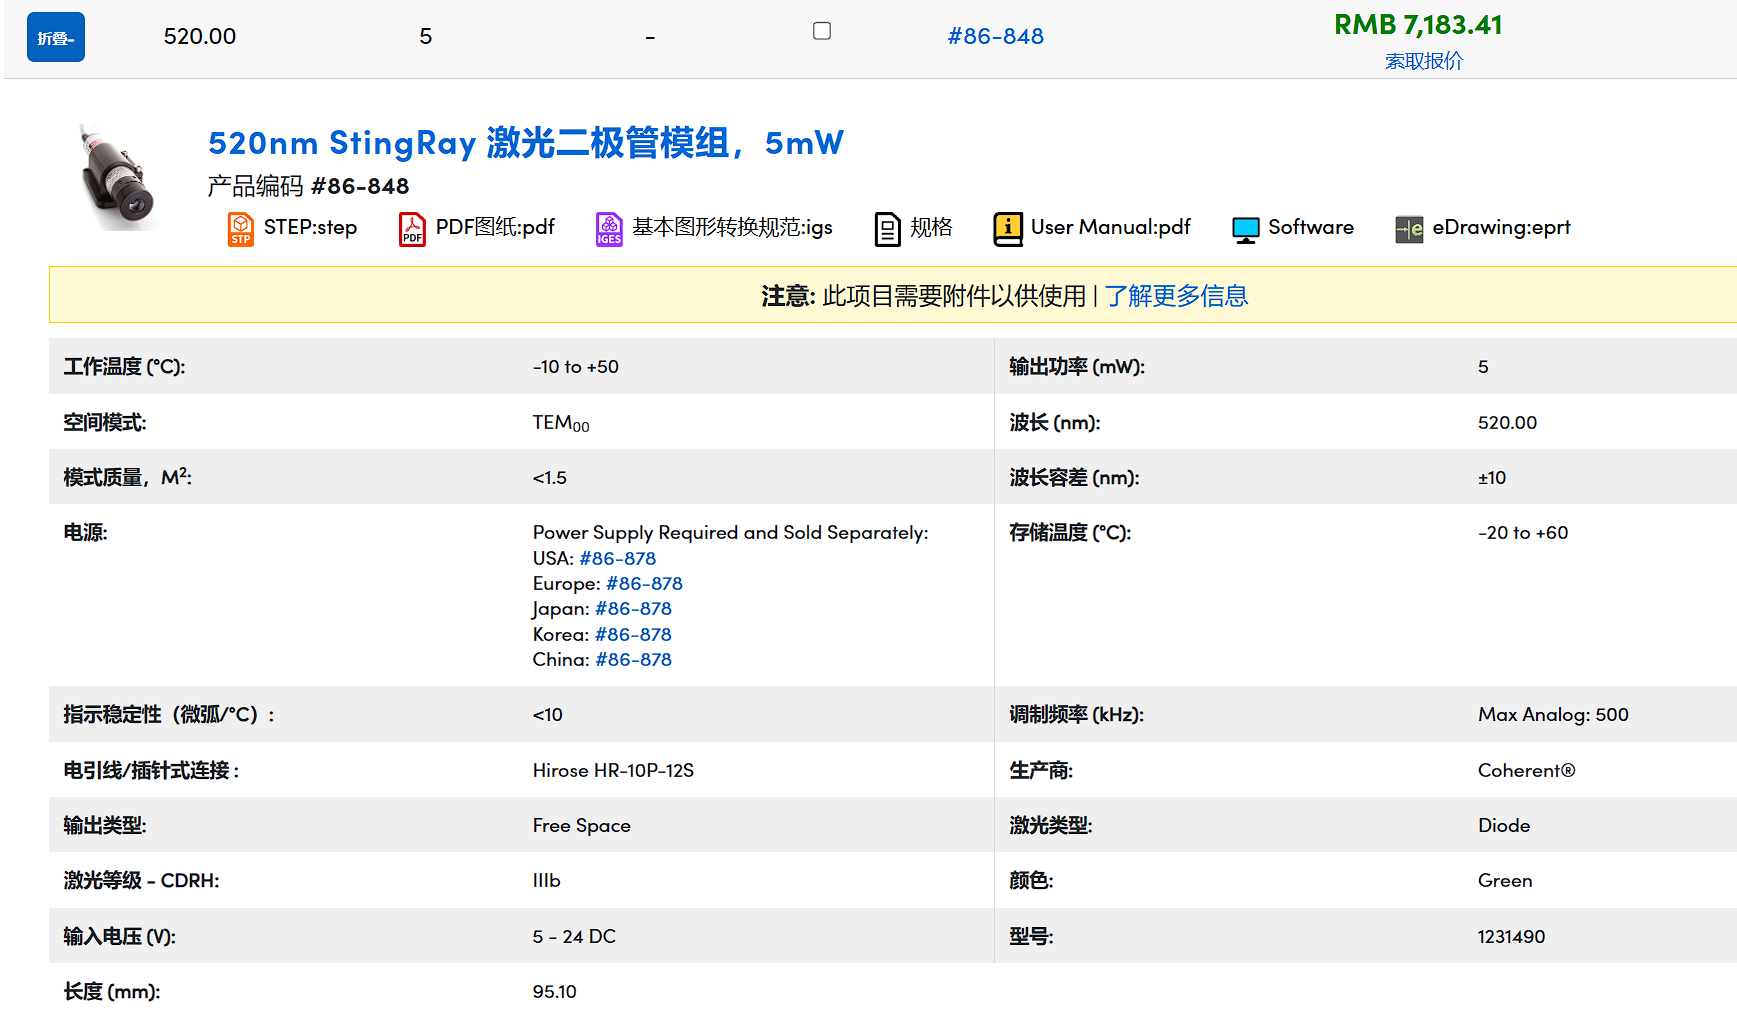 折叠-
520.00
5
-
#86-848
RMB 7,183.41
索取报价
520nm StingRay 激光二极管模组，5mW
产品编码 #86-848
STP STEP:step
PDF PDF图纸:pdf
IGES 基本图形转换规范:igs
规格
User Manual:pdf
Software
eDrawing:eprt
注意: 此项目需要附件以供使用 | 了解更多信息
工作温度 (°C): -10 to +50
输出功率 (mW): 5
空间模式: TEM00
波长 (nm): 520.00
模式质量，M²: <1.5
波长容差 (nm): ±10
电源: Power Supply Required and Sold Separately:
USA: #86-878
Europe: #86-878
Japan: #86-878
Korea: #86-878
China: #86-878
存储温度 (°C): -20 to +60
指示稳定性（微弧/°C）: <10
调制频率 (kHz): Max Analog: 500
电引线/插针式连接 : Hirose HR-10P-12S
生产商: Coherent®
输出类型: Free Space
激光类型: Diode
激光等级 - CDRH: IIIb
颜色: Green
输入电压 (V): 5 - 24 DC
型号: 1231490
长度 (mm): 95.10